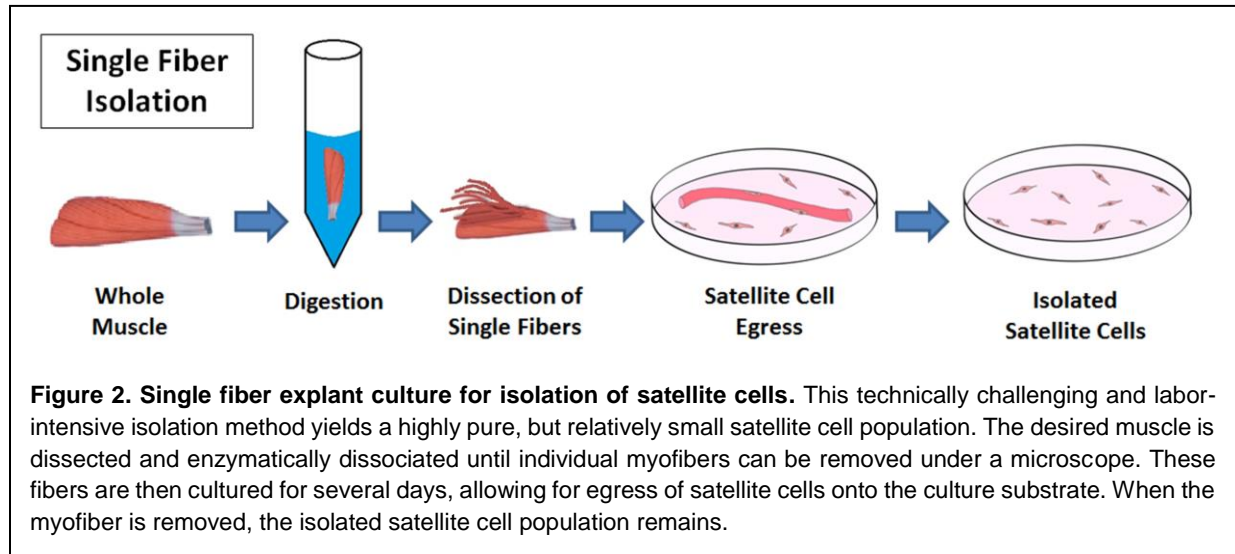 Single Fiber
Isolation
Whole
Muscle
Digestion
Dissection of
Single Fibers
Satellite Cell
Egress
Isolated
Satellite Cells
Figure 2. Single fiber explant culture for isolation of satellite cells. This technically challenging and labor-
intensive isolation method yields a highly pure, but relatively small satellite cell population. The desired muscle is
dissected and enzymatically dissociated until individual myofibers can be removed under a microscope. These
fibers are then cultured for several days, allowing for egress of satellite cells onto the culture substrate. When the
myofiber is removed, the isolated satellite cell population remains.